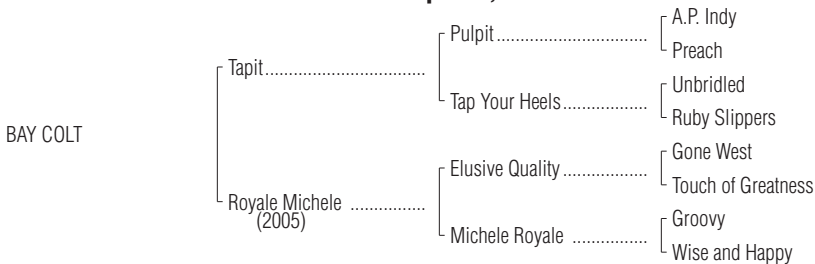 A.P. Indy
Pulpit
Preach
Tapit
Unbridled
Tap Your Heels
Ruby Slippers
BAY COLT
Gone West
Elusive Quality
Touch of Greatness
Royale Michele
(2005)
Groovy
Michele Royale
Wise and Happy